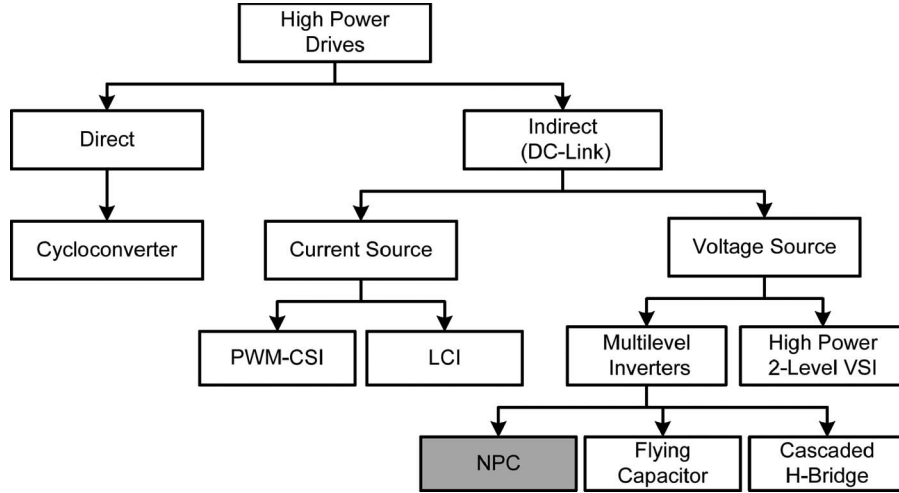 High Power
Drives
Direct
Indirect
(DC-Link)
Cycloconverter
Current Source
Voltage Source
PWM-CSI
LCI
Multilevel
Inverters
High Power
2-Level VSI
NPC
Flying
Capacitor
Cascaded
H-Bridge